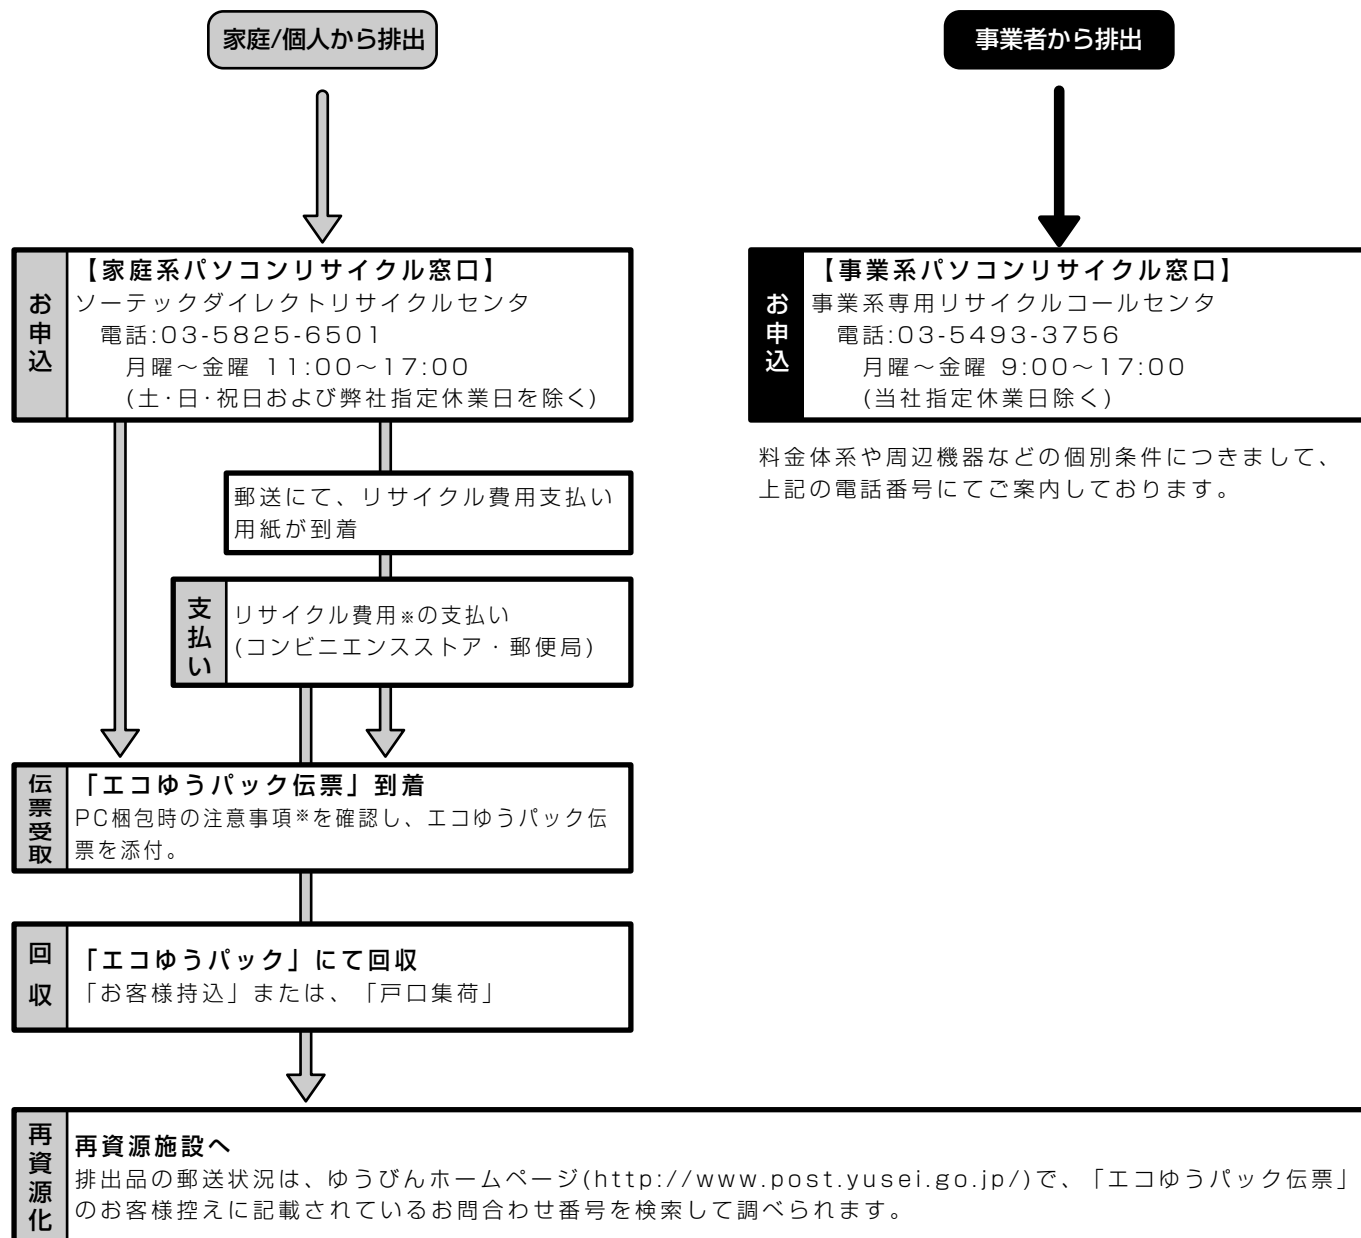 家庭/個人から排出
お申込
【家庭系パソコンリサイクル窓口】
ソーテックダイレクトリサイクルセンタ
電話:03-5825-6501
月曜～金曜 11:00～17:00
(土・日・祝日および弊社指定休業日を除く)
郵送にて、リサイクル費用支払い
用紙が到着
支払い
リサイクル費用※の支払い
(コンビニエンスストア・郵便局)
伝票受取
「エコゆうパック伝票」到着
PC梱包時の注意事項※を確認し、エコゆうパック伝
票を添付。
回収
「エコゆうパック」にて回収
「お客様持込」または、「戸口集荷」
再資源化
再資源施設へ
排出品の郵送状況は、ゆうびんホームページ(http://www.post.yusei.go.jp/)で、「エコゆうパック伝票」
のお客様控えに記載されているお問合わせ番号を検索して調べられます。
事業者から排出
お申込
【事業系パソコンリサイクル窓口】
事業系専用リサイクルコールセンタ
電話:03-5493-3756
月曜～金曜 9:00～17:00
(当社指定休業日除く)
料金体系や周辺機器などの個別条件につきまして、
上記の電話番号にてご案内しております。